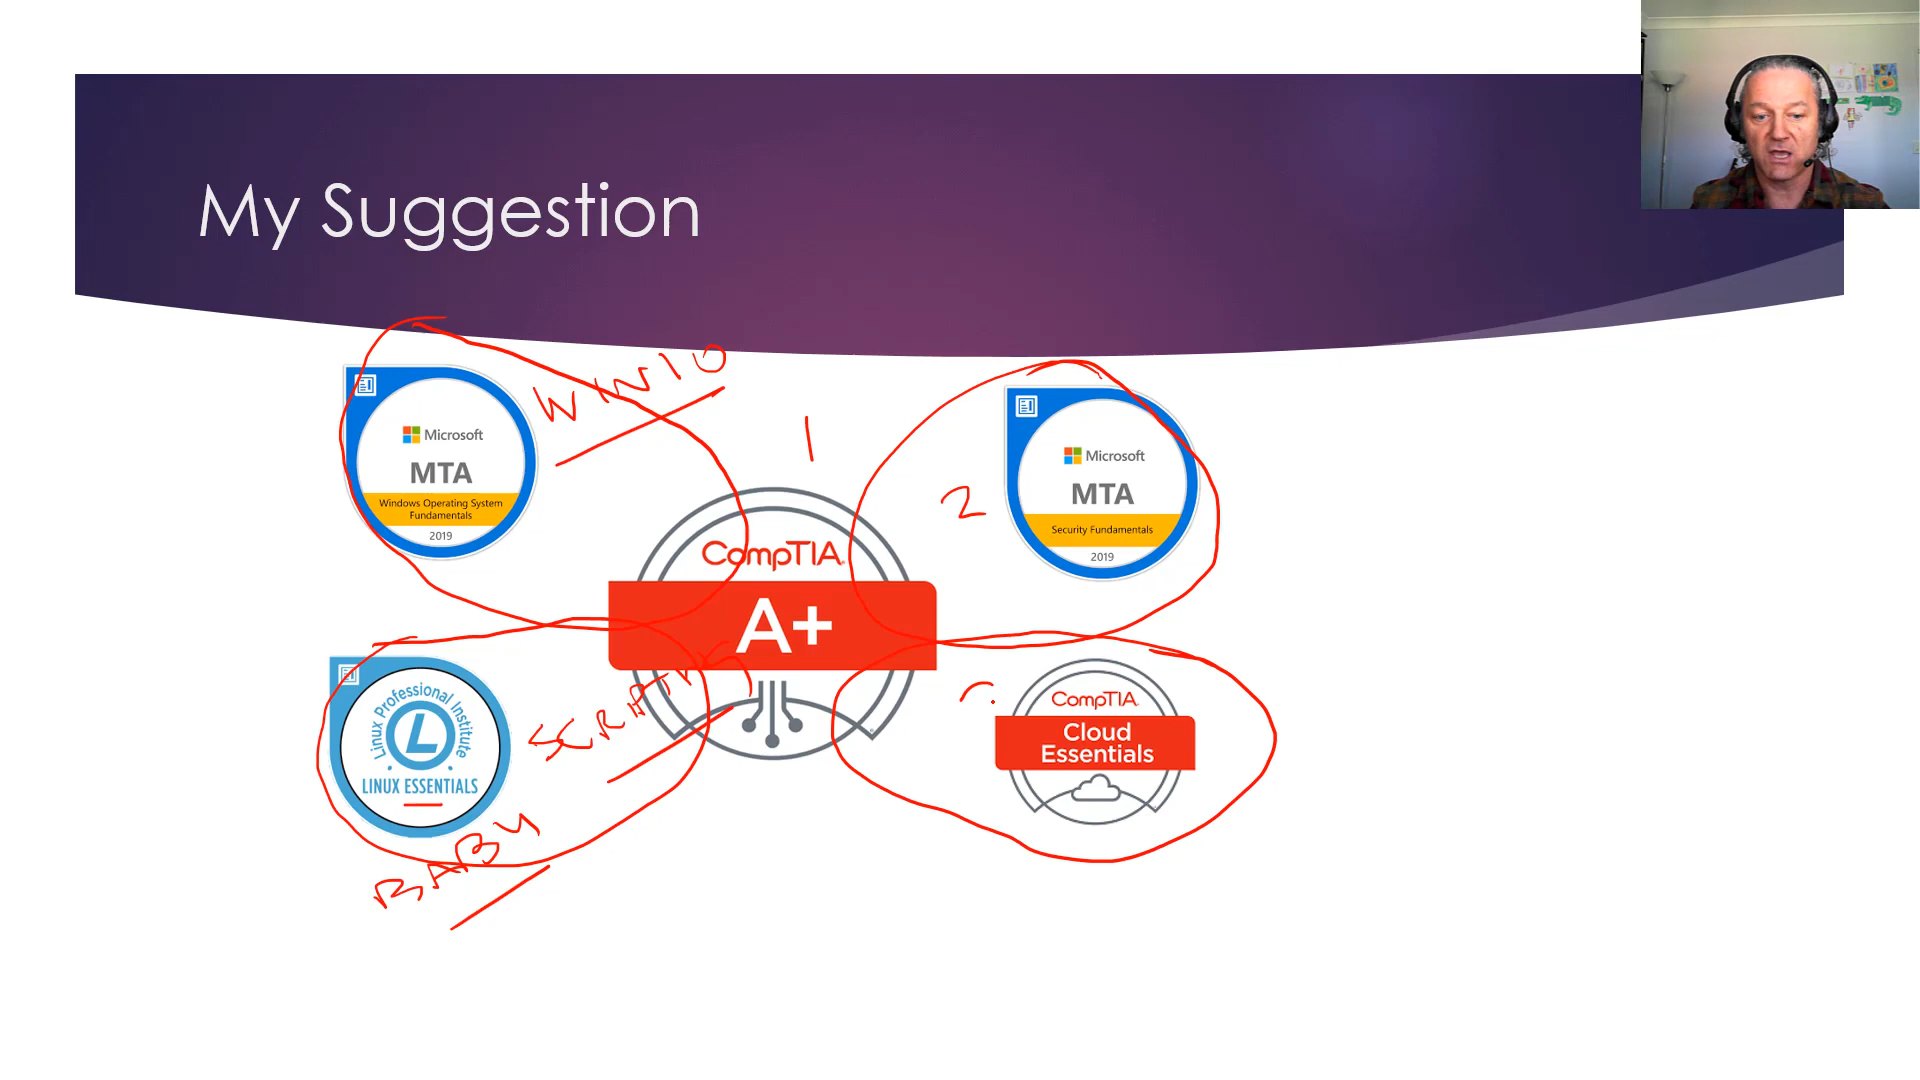 My Suggestion
WIN10
1
Microsoft
MTA
Windows Operating System
Fundamentals
2019
2
Microsoft
MTA
Security Fundamentals
2019
CompTIA
A+
Linux Professional Institute
L
LINUX ESSENTIALS
BABY
CompTIA
Cloud
Essentials